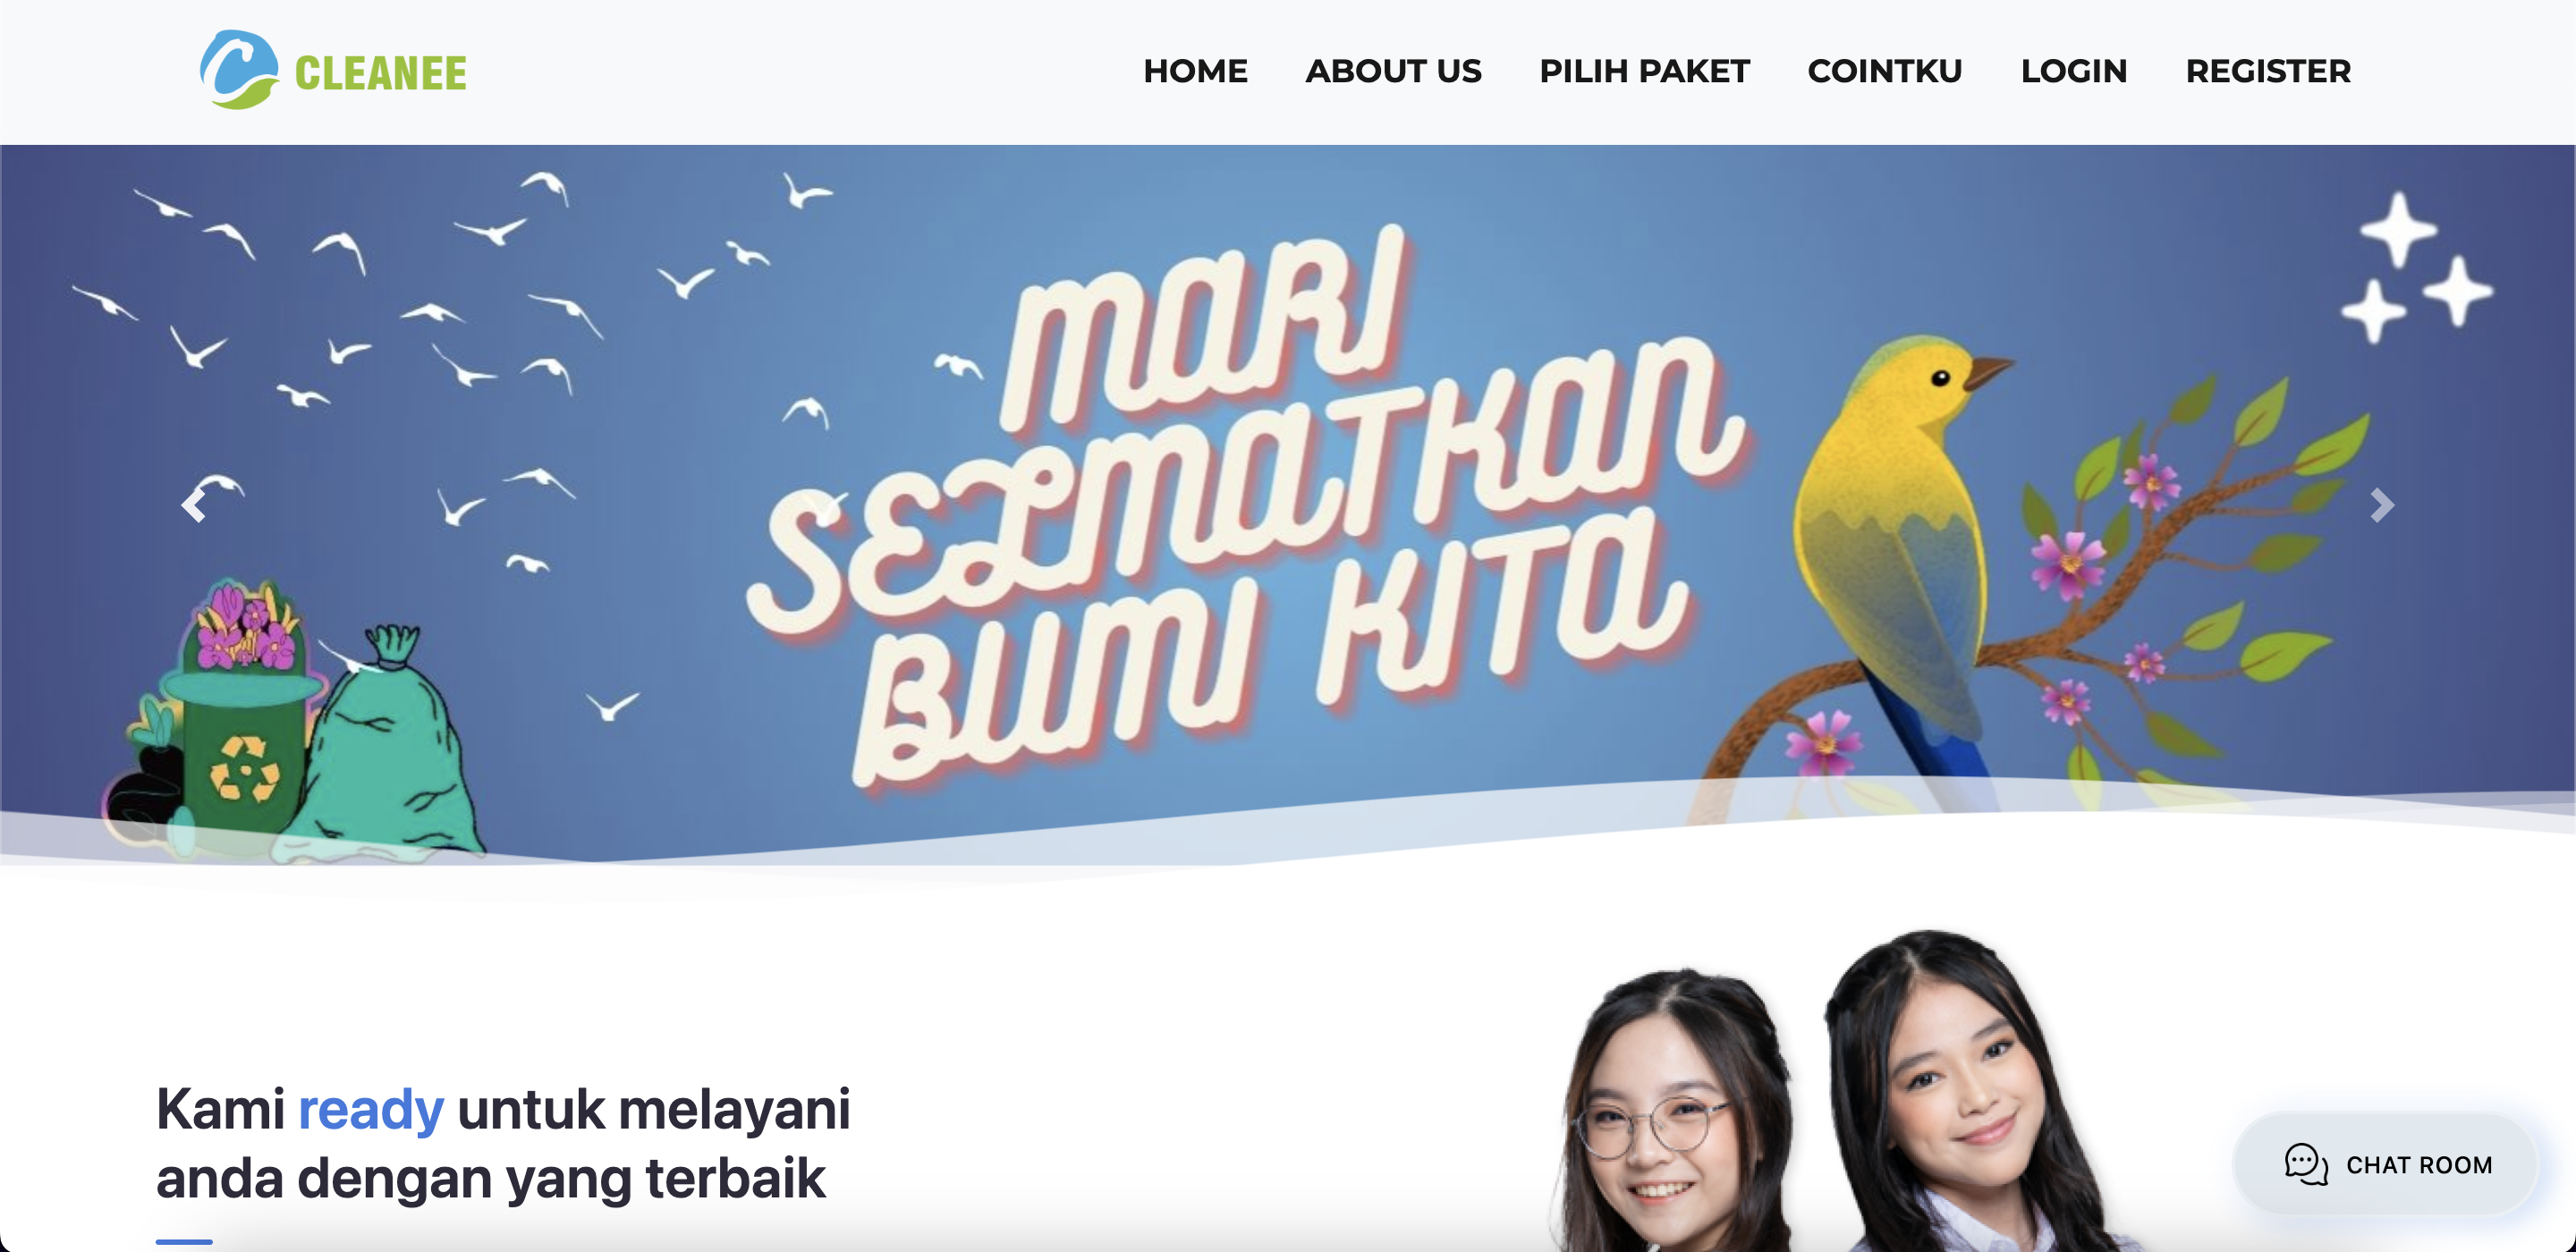 CLEANEE
HOME ABOUT US PILIH PAKET COINTKU LOGIN REGISTER
MARI
SELMATKAN
BUMI KITA
Kami ready untuk melayani
anda dengan yang terbaik
CHAT ROOM